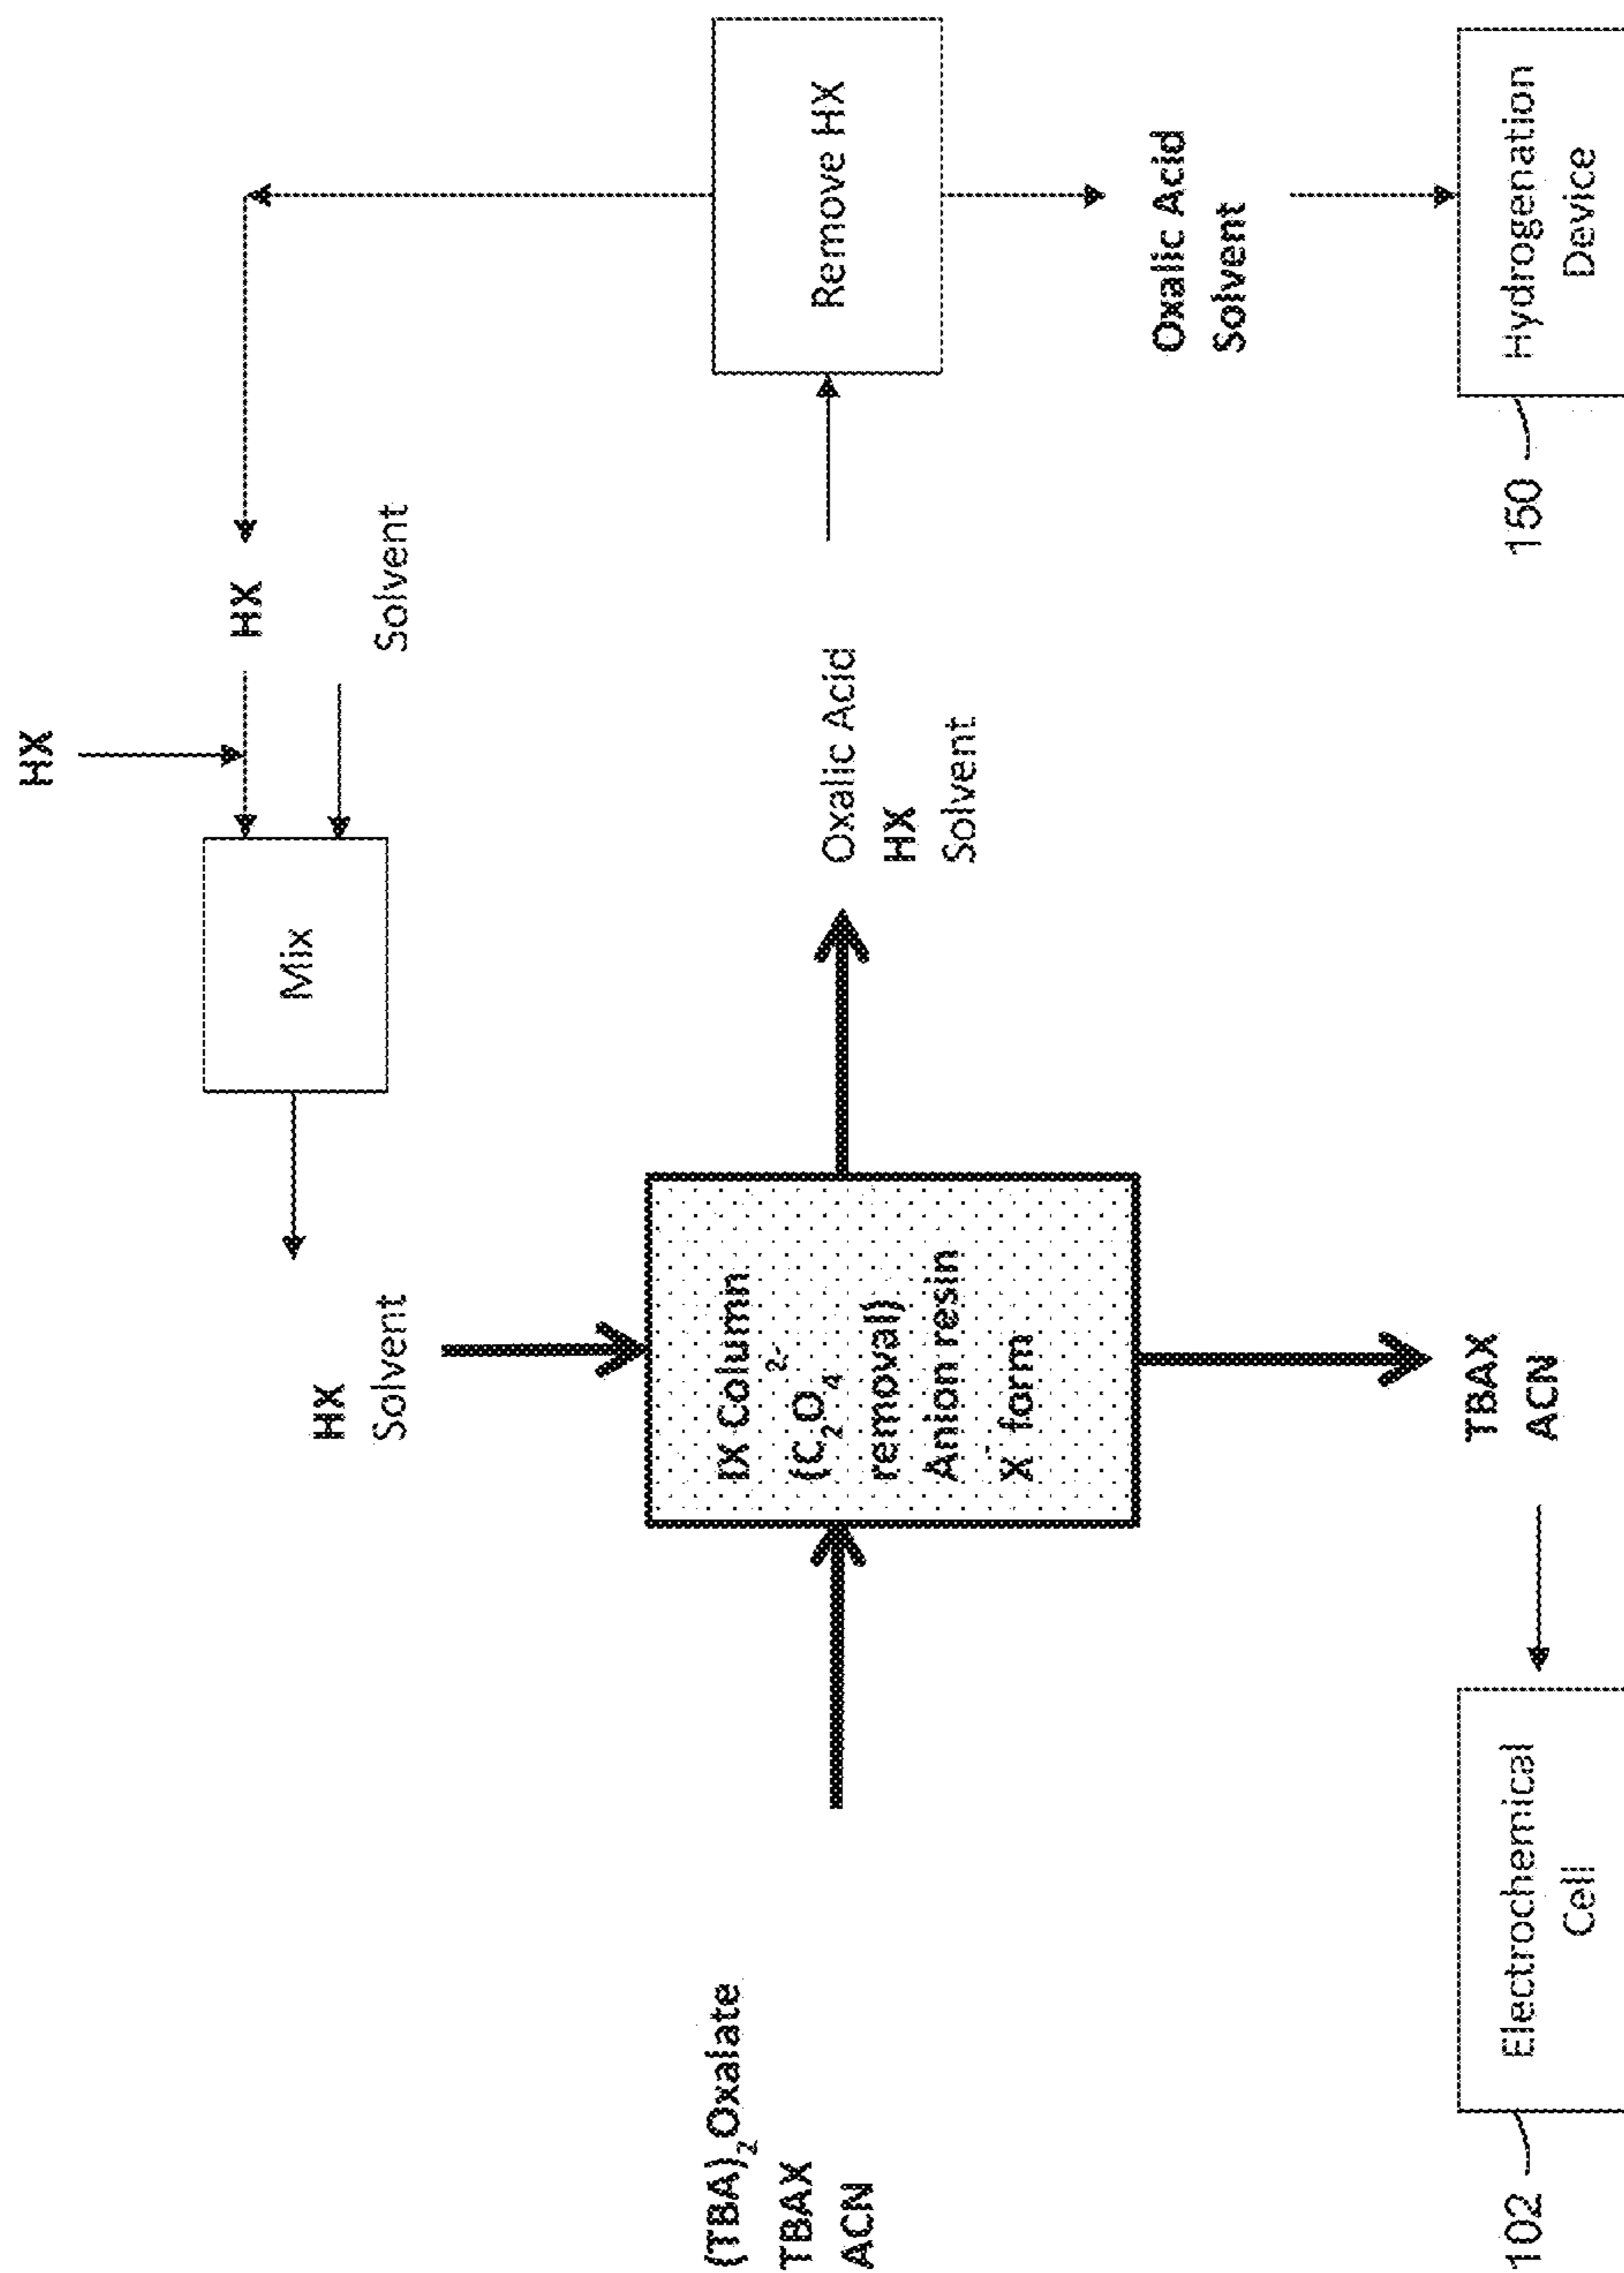 HX
HX
Solvent
Mix
HX
Solvent
(TBA)2Oxalate
TBAX
ACN
IX Column
(C2O4 2-
removal)
Anion resin
X- form
Oxalic Acid
HX
Solvent
Remove HX
Oxalic Acid
Solvent
TBAX
ACN
102
Electrochemical
Cell
150
Hydrogenation
Device